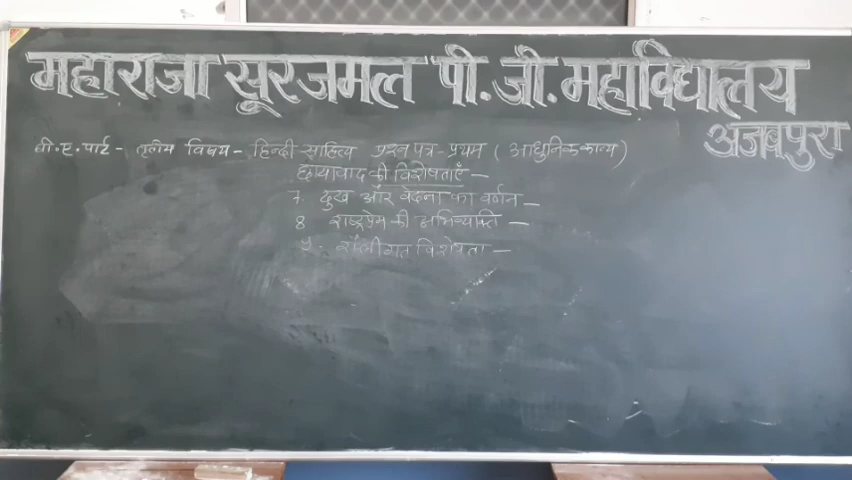 महाराजा सूरजमल पी.जी. महाविद्यालय
अजबपुरा
बी.ए. पार्ट - तृतीय विषय - हिन्दी साहित्य प्रश्न पत्र - प्रथम ( आधुनिक काव्य )
छायावाद की विशेषताएँ —
7. दुख और वेदना का वर्णन —
8 राष्ट्रप्रेम की अभिव्यक्ति —
9. शैलीगत विशेषता —